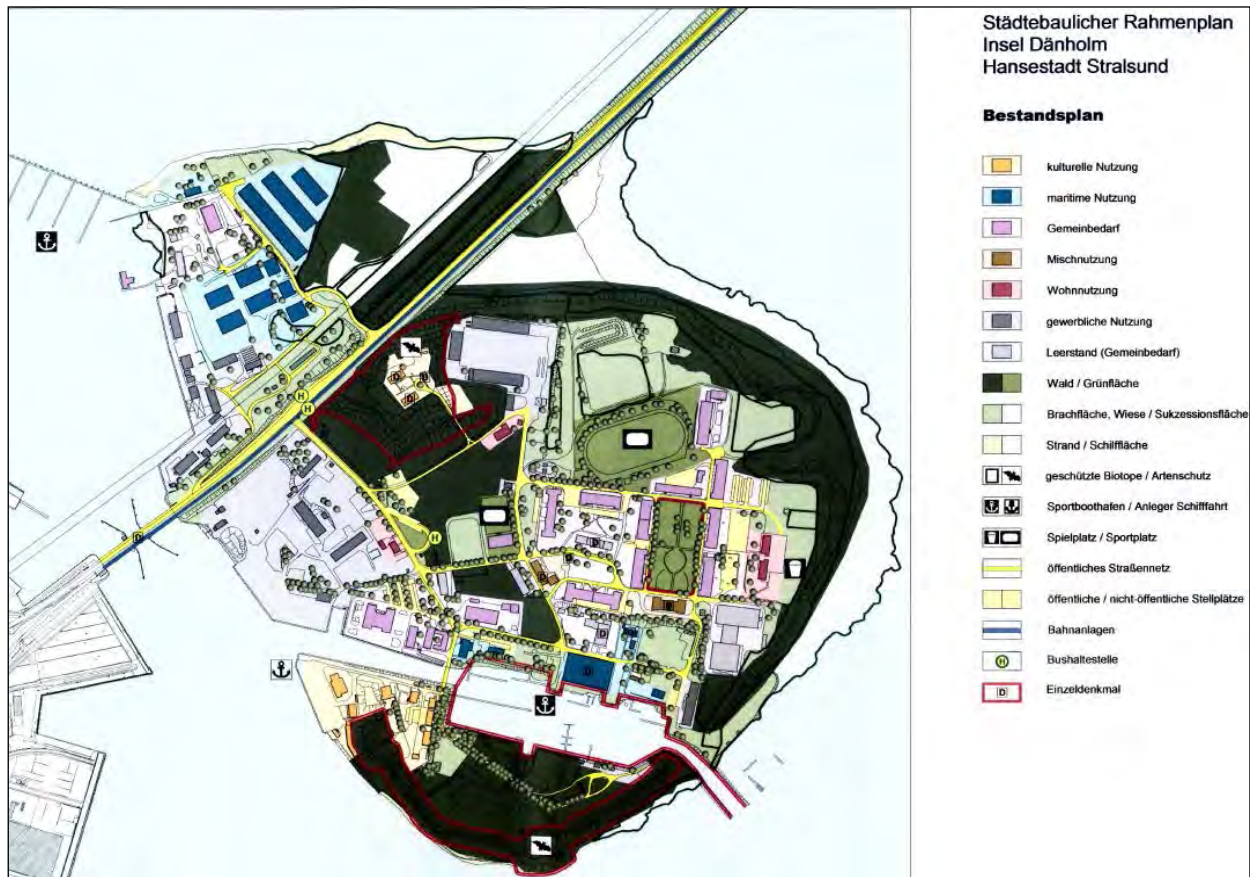 Städtebaulicher Rahmenplan
Insel Dänholm
Hansestadt Stralsund
Bestandsplan
kulturelle Nutzung
maritime Nutzung
Gemeinbedarf
Mischnutzung
Wohnnutzung
gewerbliche Nutzung
Leerstand (Gemeinbedarf)
Wald / Grünfläche
Brachfläche, Wiese / Sukzessionsfläche
Strand / Schilffläche
geschützte Biotope / Artenschutz
Sportboothafen / Anleger Schifffahrt
Spielplatz / Sportplatz
öffentliches Straßennetz
öffentliche / nicht-öffentliche Stellplätze
Bahnanlagen
H Bushaltestelle
D Einzeldenkmal
D
D
D
H
H
D
H
D
D
D